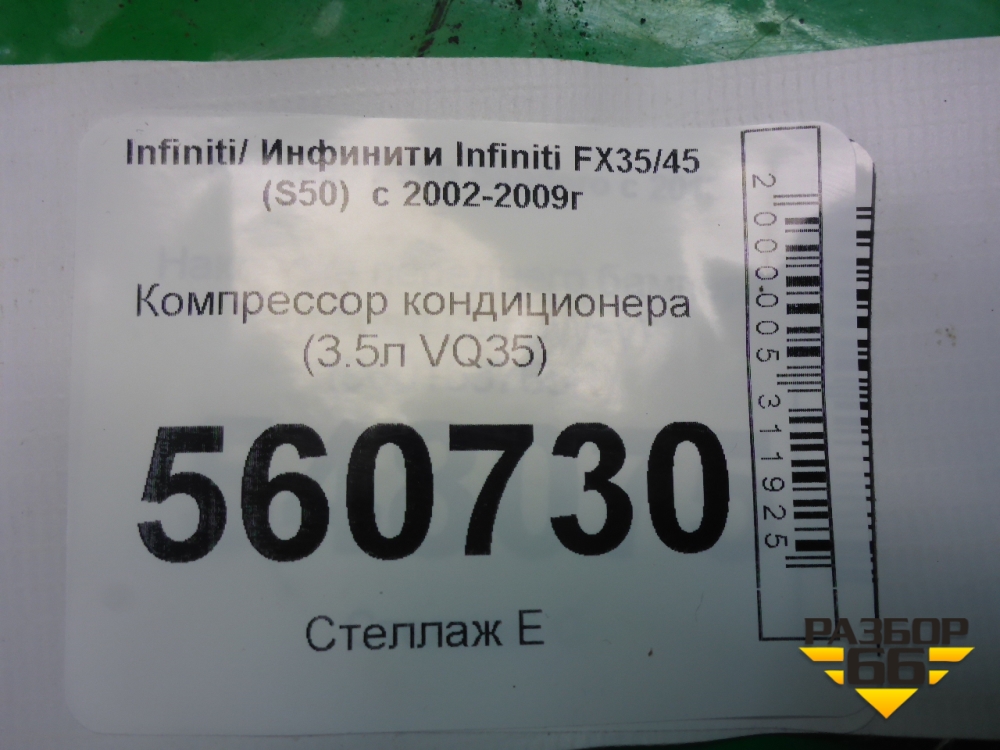 Infiniti/ Инфинити Infiniti FX35/45
(S50) с 2002-2009г
Компрессор кондиционера
(3.5л VQ35)
560730
Стеллаж Е
2000005311925
РАЗБОР
66